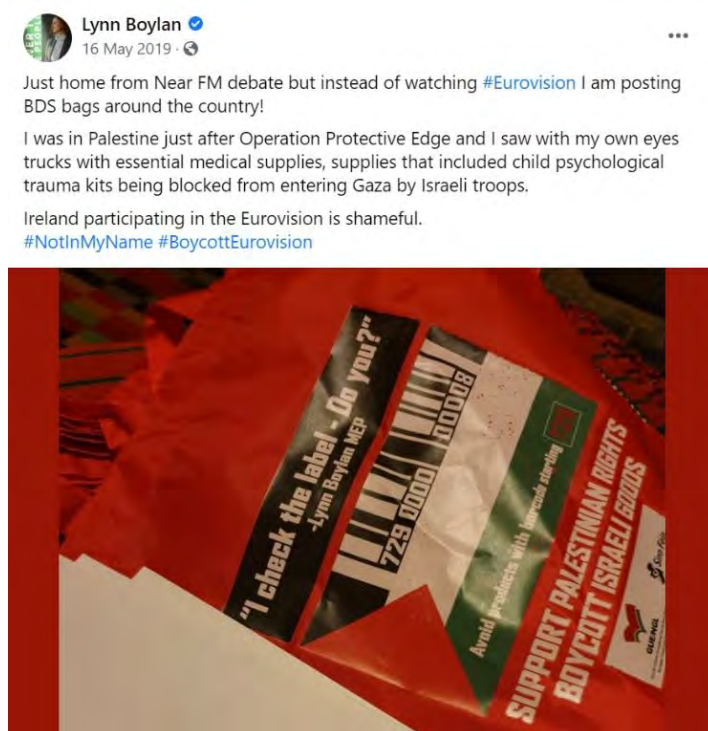 Lynn Boylan
16 May 2019 ·
Just home from Near FM debate but instead of watching #Eurovision I am posting
BDS bags around the country!
I was in Palestine just after Operation Protective Edge and I saw with my own eyes
trucks with essential medical supplies, supplies that included child psychological
trauma kits being blocked from entering Gaza by Israeli troops.
Ireland participating in the Eurovision is shameful.
#NotInMyName #BoycottEurovision
"I check the label - Do you?"
-Lynn Boylan MEP
729 0000 00008
Avoid products with barcode starting
SUPPORT PALESTINIAN RIGHTS
BOYCOTT ISRAELI GOODS
GUE/NGL
Sinn Féin